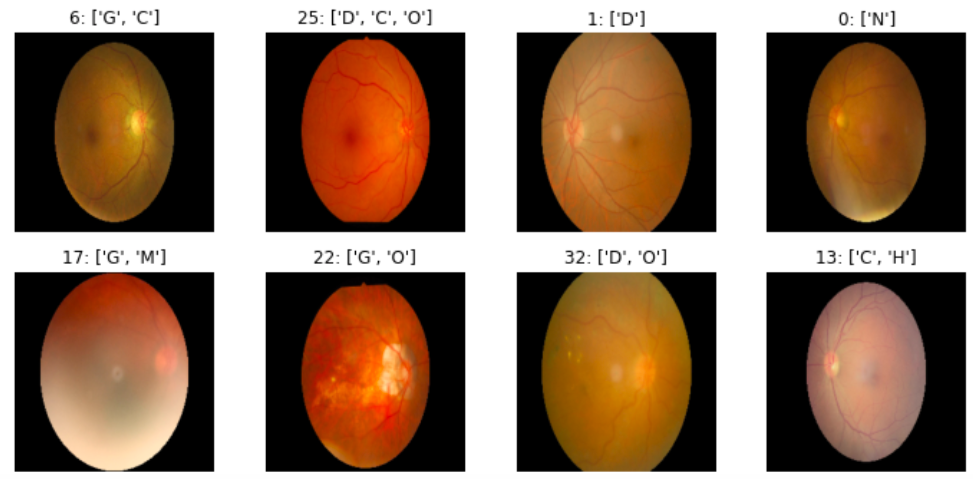 6: ['G', 'C']
25: ['D', 'C', 'O']
1: ['D']
0: ['N']
17: ['G', 'M']
22: ['G', 'O']
32: ['D', 'O']
13: ['C', 'H']